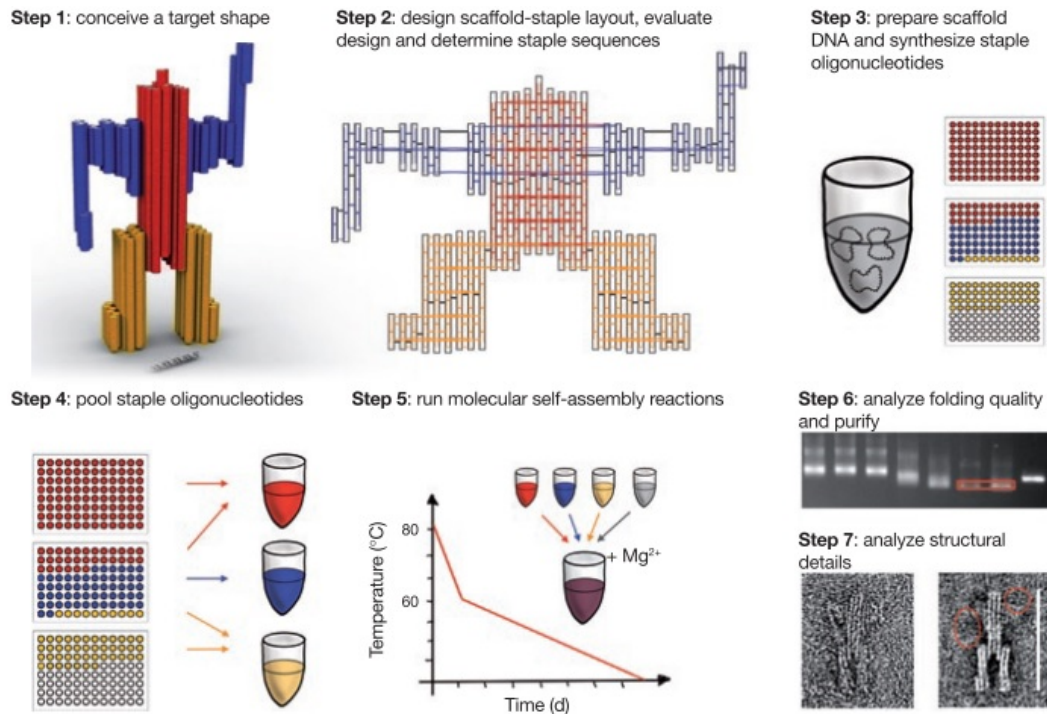 Step 1: conceive a target shape
Step 2: design scaffold-staple layout, evaluate
design and determine staple sequences
Step 3: prepare scaffold
DNA and synthesize staple
oligonucleotides
Step 4: pool staple oligonucleotides
Step 5: run molecular self-assembly reactions
80
60
Temperature (°C)
Time (d)
+ Mg²⁺
Step 6: analyze folding quality
and purify
Step 7: analyze structural
details